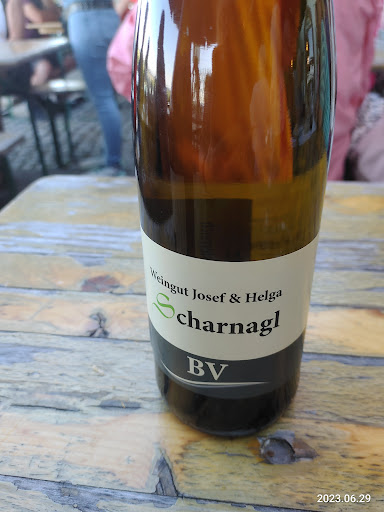 Weingut Josef & Helga
Scharnagl
BV
2023.06.29